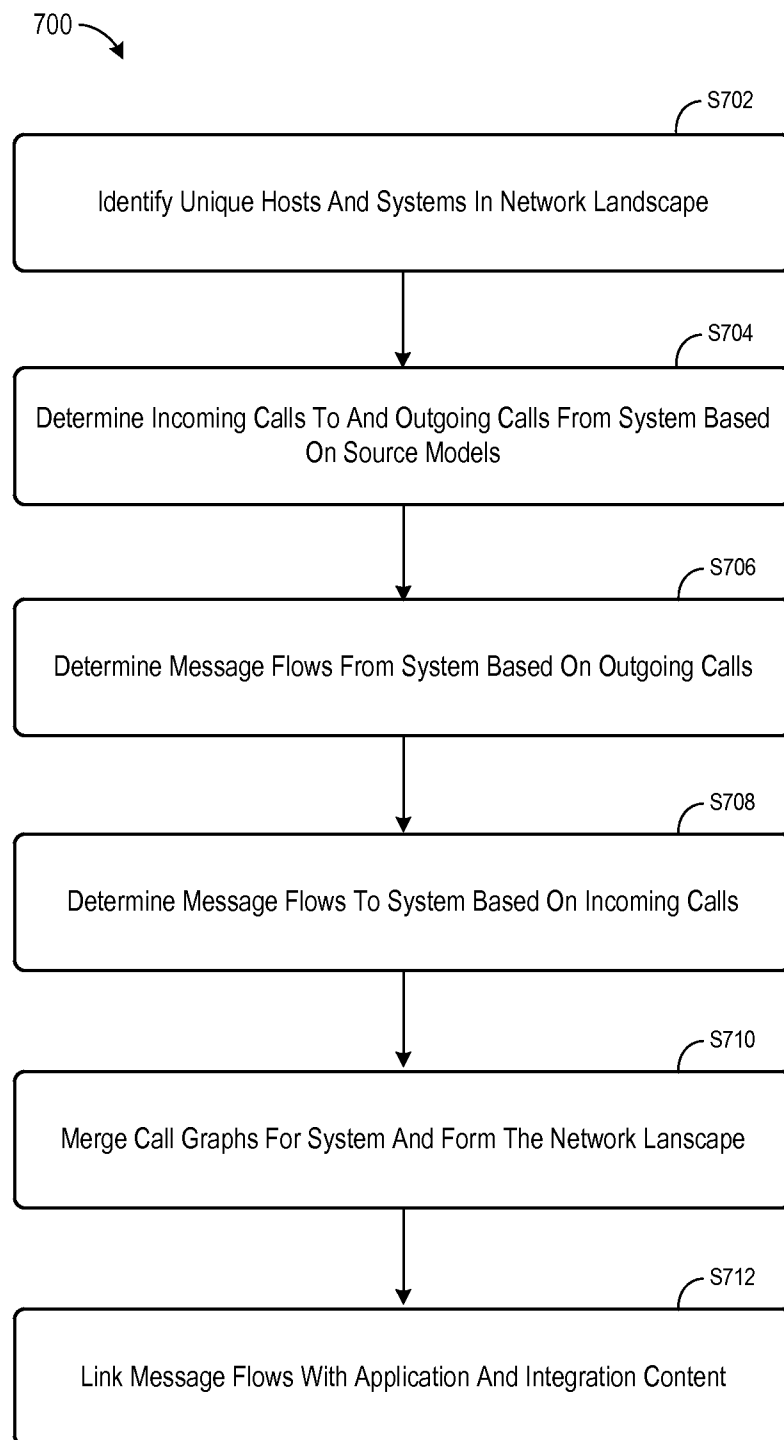 700
S702
Identify Unique Hosts And Systems In Network Landscape
S704
Determine Incoming Calls To And Outgoing Calls From System Based
On Source Models
S706
Determine Message Flows From System Based On Outgoing Calls
S708
Determine Message Flows To System Based On Incoming Calls
S710
Merge Call Graphs For System And Form The Network Lanscape
S712
Link Message Flows With Application And Integration Content